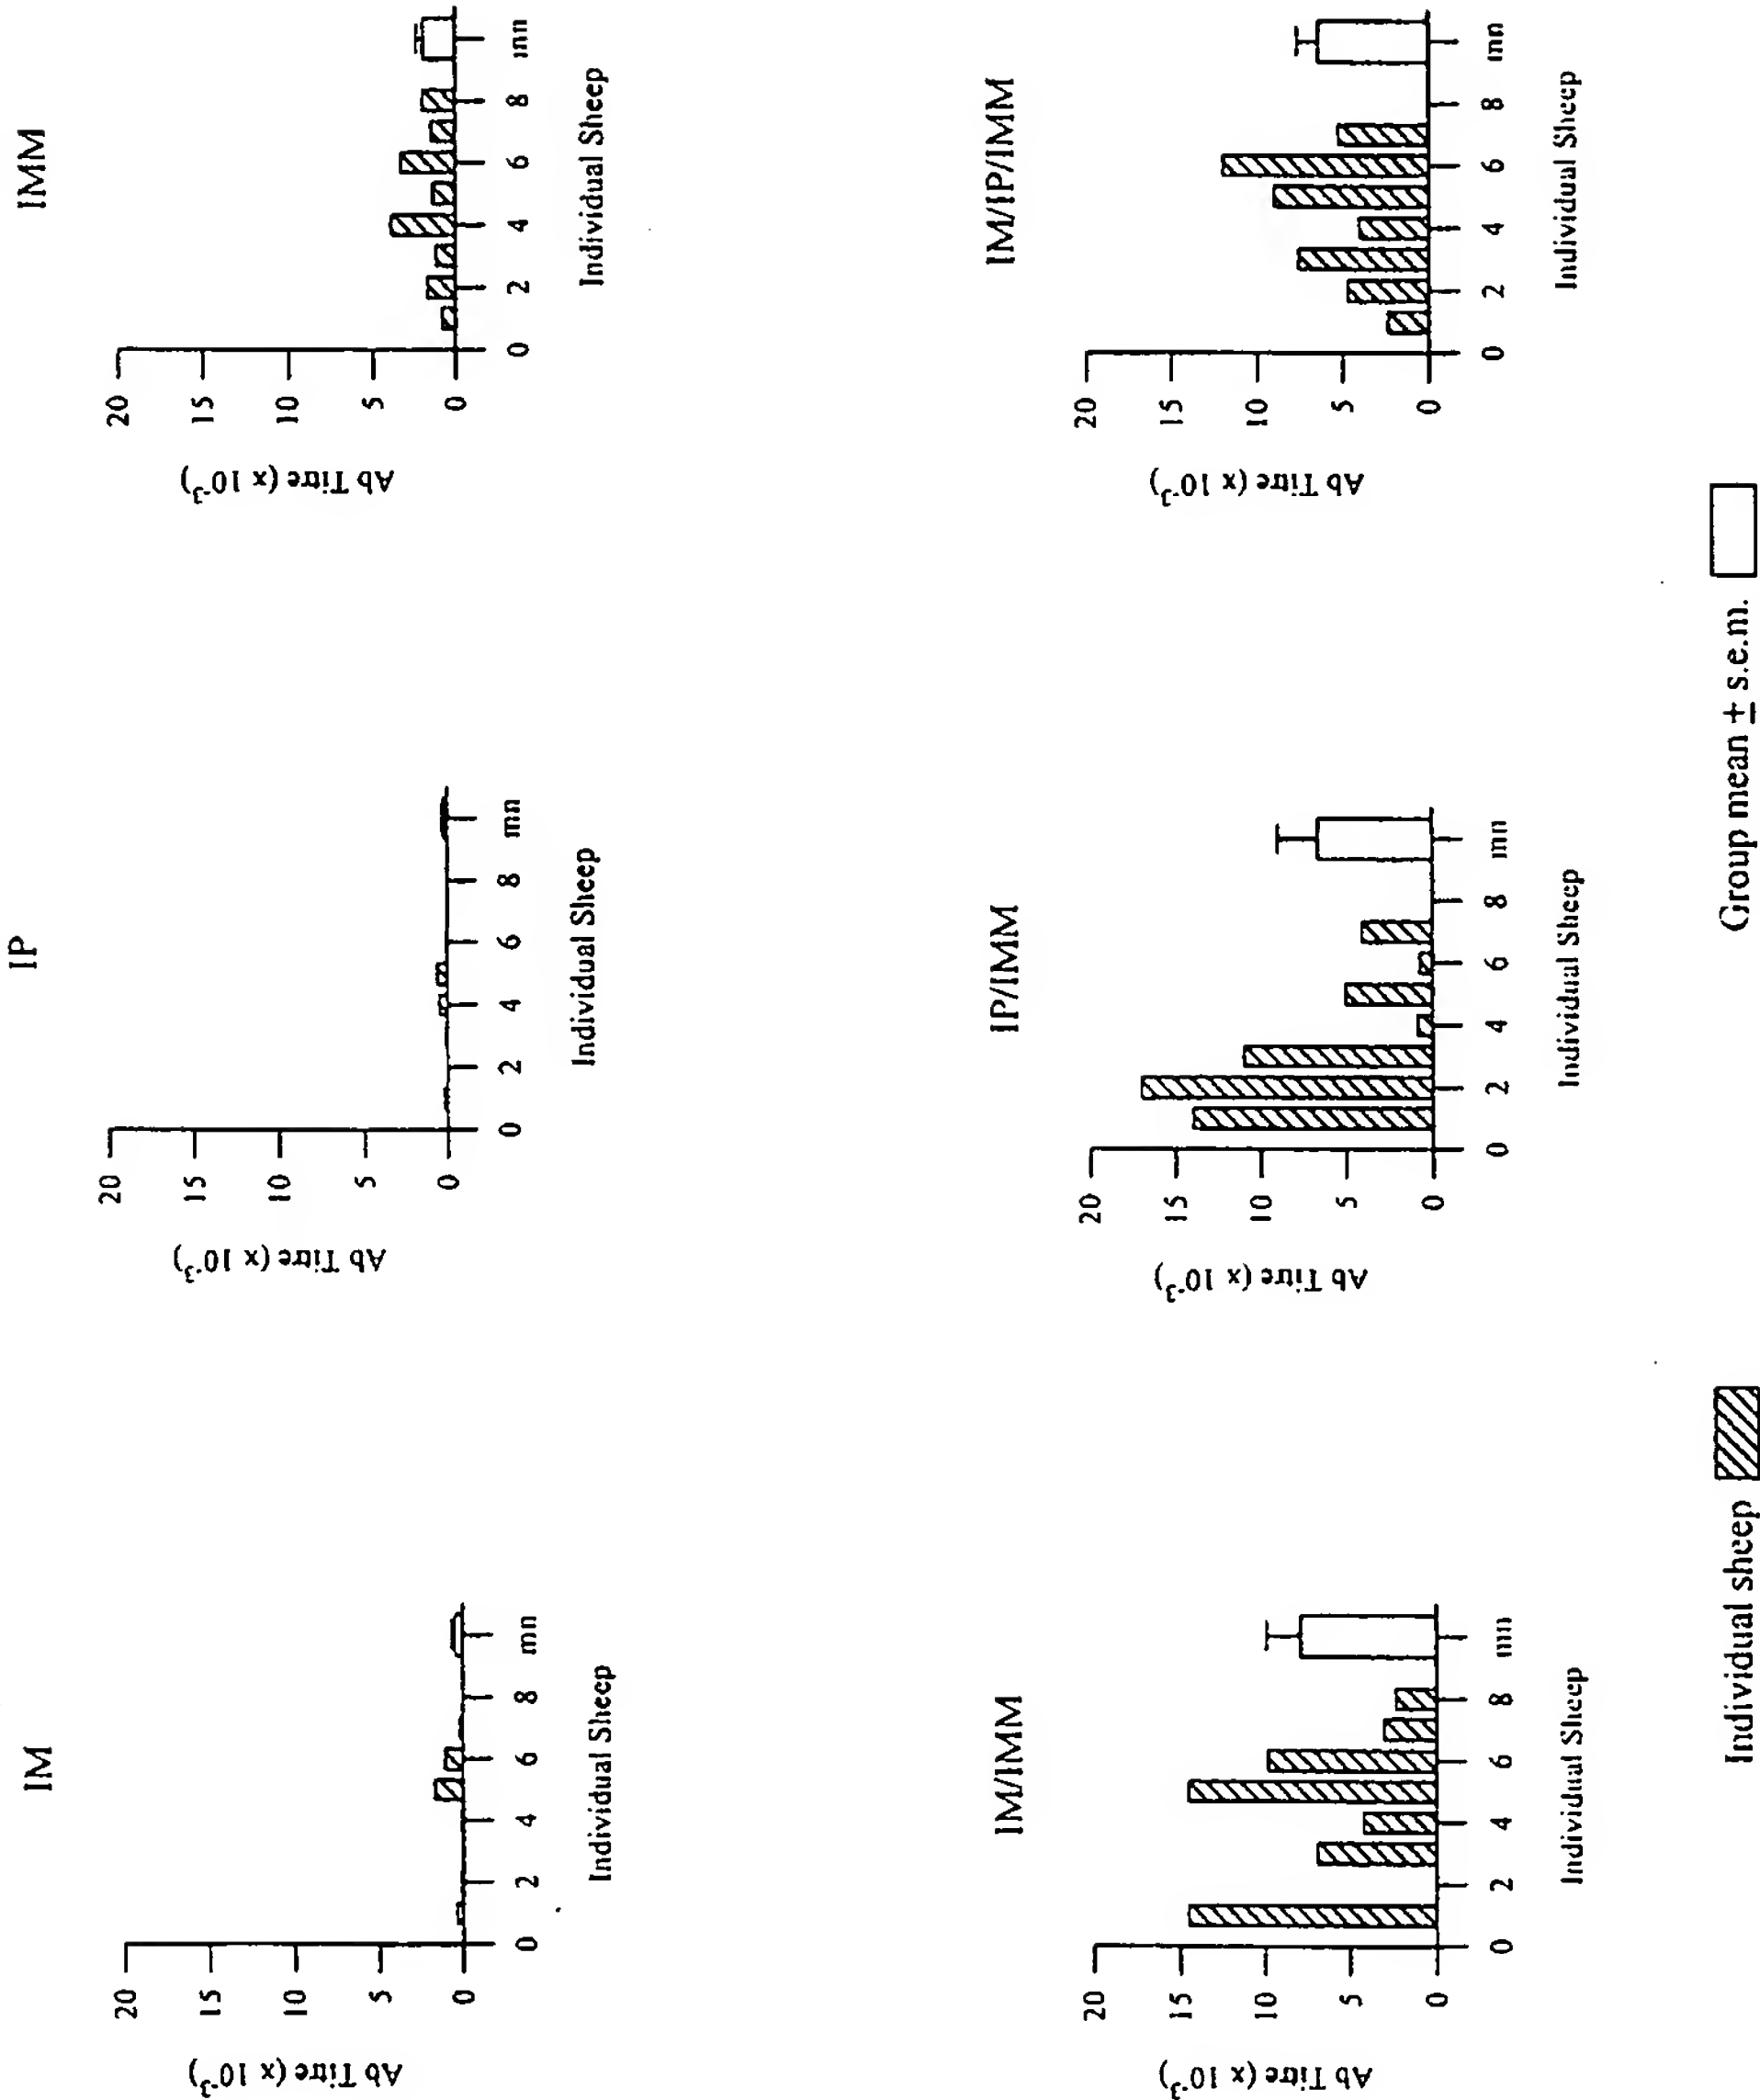 IM
Ab Titre (x 10⁻³)
20
15
10
5
0
0 2 4 6 8 mn
Individual Sheep
IP
Ab Titre (x 10⁻³)
20
15
10
5
0
0 2 4 6 8 mn
Individual Sheep
IMM
Ab Titre (x 10⁻³)
20
15
10
5
0
0 2 4 6 8 mn
Individual Sheep
IM/IMM
Ab Titre (x 10⁻³)
20
15
10
5
0
0 2 4 6 8 mn
Individual Sheep
IP/IMM
Ab Titre (x 10⁻³)
20
15
10
5
0
0 2 4 6 8 mn
Individual Sheep
IM/IP/IMM
Ab Titre (x 10⁻³)
20
15
10
5
0
0 2 4 6 8 mn
Individual Sheep
Individual sheep
Group mean ± s.e.m.